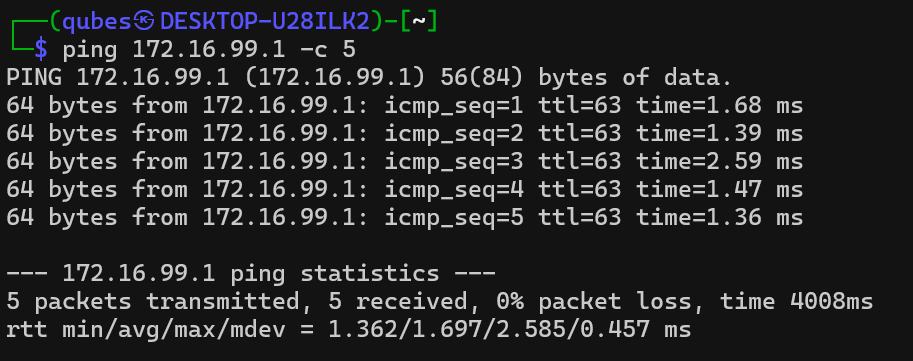 ┌──(qubes㉿DESKTOP-U28ILK2)-[~]
└─$ ping 172.16.99.1 -c 5
PING 172.16.99.1 (172.16.99.1) 56(84) bytes of data.
64 bytes from 172.16.99.1: icmp_seq=1 ttl=63 time=1.68 ms
64 bytes from 172.16.99.1: icmp_seq=2 ttl=63 time=1.39 ms
64 bytes from 172.16.99.1: icmp_seq=3 ttl=63 time=2.59 ms
64 bytes from 172.16.99.1: icmp_seq=4 ttl=63 time=1.47 ms
64 bytes from 172.16.99.1: icmp_seq=5 ttl=63 time=1.36 ms

--- 172.16.99.1 ping statistics ---
5 packets transmitted, 5 received, 0% packet loss, time 4008ms
rtt min/avg/max/mdev = 1.362/1.697/2.585/0.457 ms